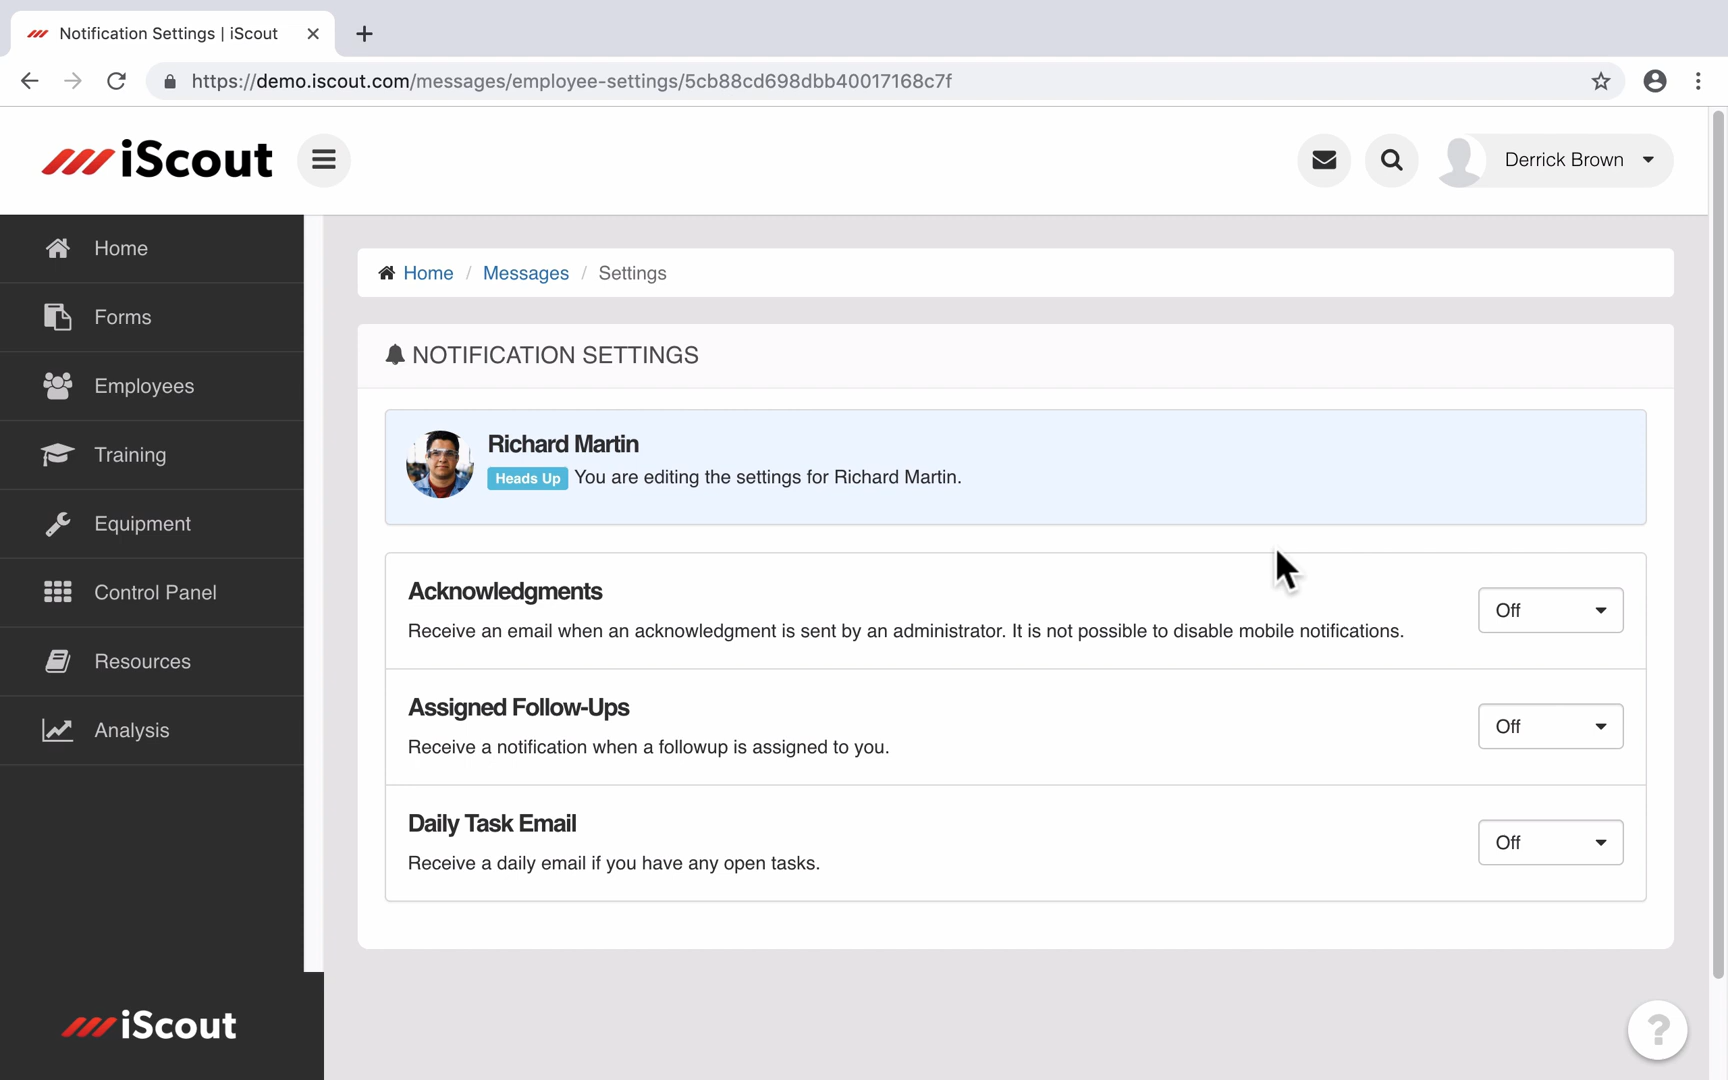 Notification Settings | iScout
https://demo.iscout.com/messages/employee-settings/5cb88cd698dbb40017168c7f
iScout
Derrick Brown
Home
Forms
Employees
Training
Equipment
Control Panel
Resources
Analysis
iScout
Home / Messages / Settings
NOTIFICATION SETTINGS
Richard Martin
Heads Up You are editing the settings for Richard Martin.
Acknowledgments
Receive an email when an acknowledgment is sent by an administrator. It is not possible to disable mobile notifications.
Off
Assigned Follow-Ups
Receive a notification when a followup is assigned to you.
Off
Daily Task Email
Receive a daily email if you have any open tasks.
Off
?